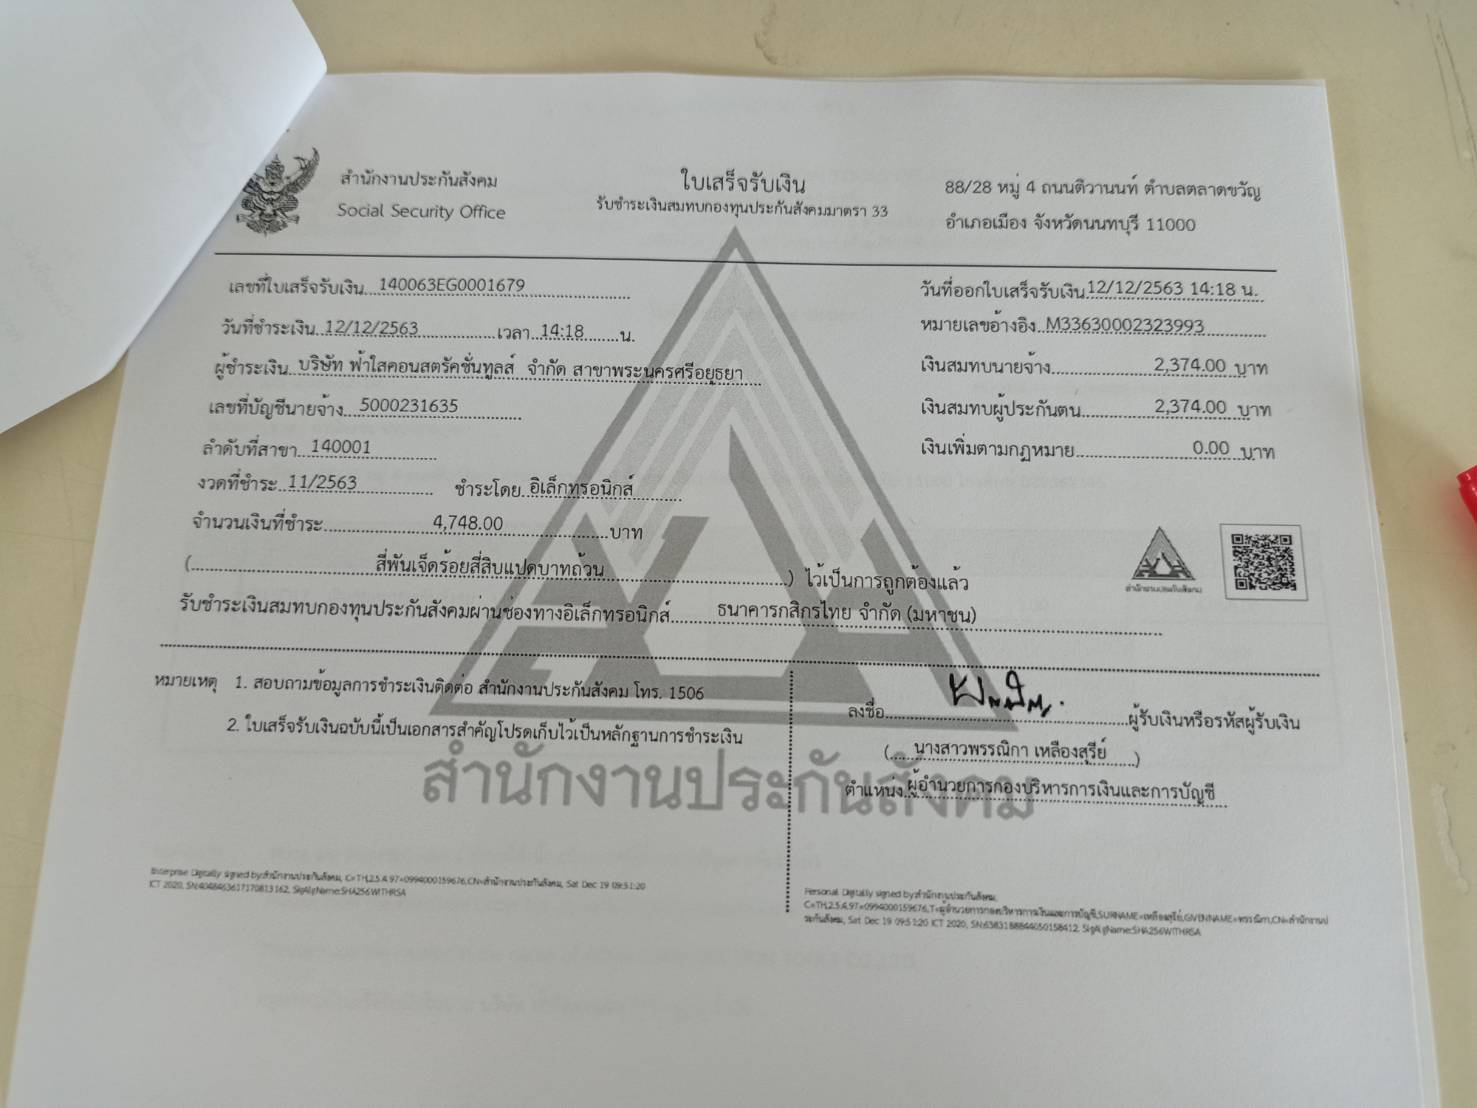 สำนักงานประกันสังคม
Social Security Office
ใบเสร็จรับเงิน
รับชำระเงินสมทบกองทุนประกันสังคมมาตรา 33
88/28 หมู่ 4 ถนนติวานนท์ ตำบลตลาดขวัญ
อำเภอเมือง จังหวัดนนทบุรี 11000
เลขที่ใบเสร็จรับเงิน 140063EG0001679
วันที่ออกใบเสร็จรับเงิน 12/12/2563 14:18 น.
วันที่ชำระเงิน 12/12/2563 เวลา 14:18 น.
หมายเลขอ้างอิง M33630002323993
ผู้ชำระเงิน บริษัท ฟ้าใสคอนสตรัคชั่นทูลส์ จำกัด สาขาพระนครศรีอยุธยา
เงินสมทบนายจ้าง 2,374.00 บาท
เลขที่บัญชีนายจ้าง 5000231635
เงินสมทบผู้ประกันตน 2,374.00 บาท
ลำดับที่สาขา 140001
เงินเพิ่มตามกฎหมาย 0.00 บาท
งวดที่ชำระ 11/2563 ชำระโดย อิเล็กทรอนิกส์
จำนวนเงินที่ชำระ 4,748.00 บาท
( สี่พันเจ็ดร้อยสี่สิบแปดบาทถ้วน ) ไว้เป็นการถูกต้องแล้ว
สำนักงานประกันสังคม
รับชำระเงินสมทบกองทุนประกันสังคมผ่านช่องทางอิเล็กทรอนิกส์ ธนาคารกสิกรไทย จำกัด (มหาชน)
หมายเหตุ 1. สอบถามข้อมูลการชำระเงินติดต่อ สำนักงานประกันสังคม โทร. 1506
2. ใบเสร็จรับเงินฉบับนี้เป็นเอกสารสำคัญโปรดเก็บไว้เป็นหลักฐานการชำระเงิน
ลงชื่อ ผู้รับเงินหรือรหัสผู้รับเงิน
( นางสาวพรรณิกา เหลืองสุรีย์ )
ตำแหน่ง ผู้อำนวยการกองบริหารการเงินและการบัญชี
สำนักงานประกันสังคม
Enterprise Digitally signed by:สำนักงานประกันสังคม, C=TH,2.5.4.97=0994000159676,CN=สำนักงานประกันสังคม, Sat Dec 19 09:51:20
ICT 2020, SN:4048463617170813162, SigAlgName:SHA256WITHRSA
Personal Digitally signed by:สำนักงานประกันสังคม,
C=TH,2.5.4.97=0994000159676,T=ผู้อำนวยการกองบริหารการเงินและการบัญชี,SURNAME=เหลืองสุรีย์,GIVENNAME=พรรณิกา,CN=สำนักงานป
ระกันสังคม, Sat Dec 19 09:51:20 ICT 2020, SN:6383188844050158412, SigAlgName:SHA256WITHRSA